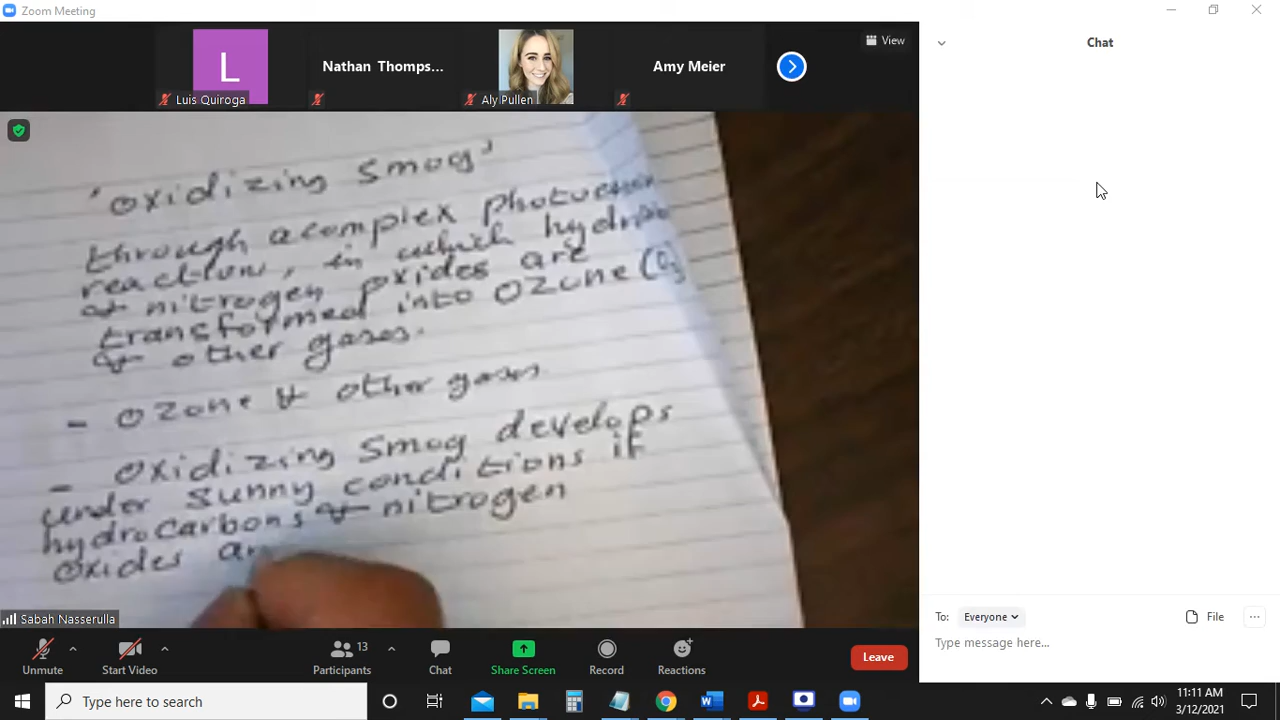 Zoom Meeting
View
Chat
L
Luis Quiroga
Nathan Thomps...
Aly Pullen
Amy Meier
'Oxidizing Smog'
through a complex
reaction, in which
& nitrogen oxides are
transformed into Ozone (O3
& other gases.
- Ozone & other gases
- Oxidizing Smog develops
under Sunny conditions if
hydrocarbons & nitrogen
oxides ar
Sabah Nasserulla
Unmute
Start Video
13
Participants
Chat
Share Screen
Record
Reactions
Leave
To: Everyone
File
Type message here...
Type here to search
11:11 AM
3/12/2021